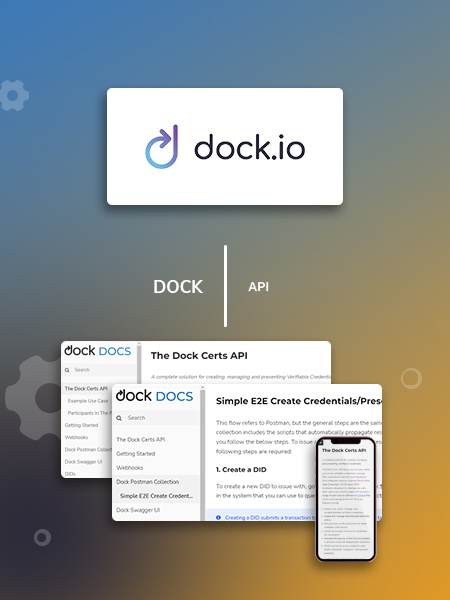 dock.io
DOCK
API
dock DOCS
Search
The Dock Certs API
Example Use Case
Participants In The
Getting Started
Webhooks
Dock Postman Collect
Dock Swagger UI
DIDs
The Dock Certs API
A complete solution for creating, managing and presenting Verifiable Credentia
dock DOCS
Search
The Dock Certs API
Getting Started
Webhooks
Dock Postman Collection
Simple E2E Create Credent...
Dock Swagger UI
Simple E2E Create Credentials/Prese
This flow refers to Postman, but the general steps are the same
collection includes the scripts that automatically propagate res
you follow the below steps. To issue
following steps are required:
1. Create a DID
To create a new DID to issue with, go
in the system that you can use to que
Creating a DID submits a transaction t
The Dock Certs API